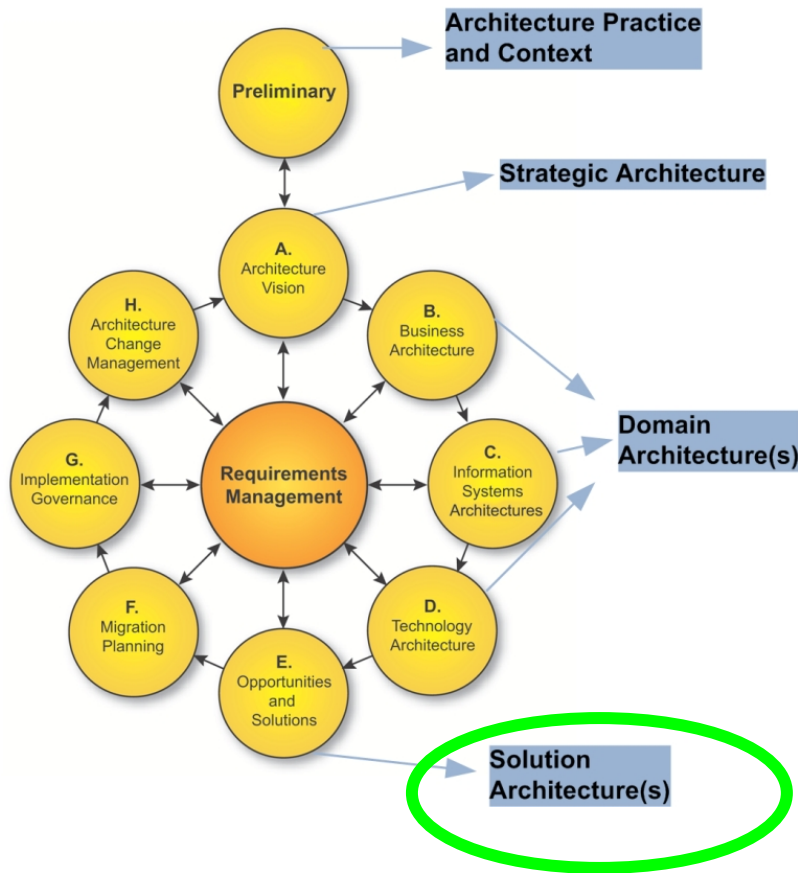 Architecture Practice
and Context
Preliminary
Strategic Architecture
A.
Architecture
Vision
H.
Architecture
Change
Management
B.
Business
Architecture
Domain
Architecture(s)
G.
Implementation
Governance
Requirements
Management
C.
Information
Systems
Architectures
F.
Migration
Planning
D.
Technology
Architecture
E.
Opportunities
and
Solutions
Solution
Architecture(s)